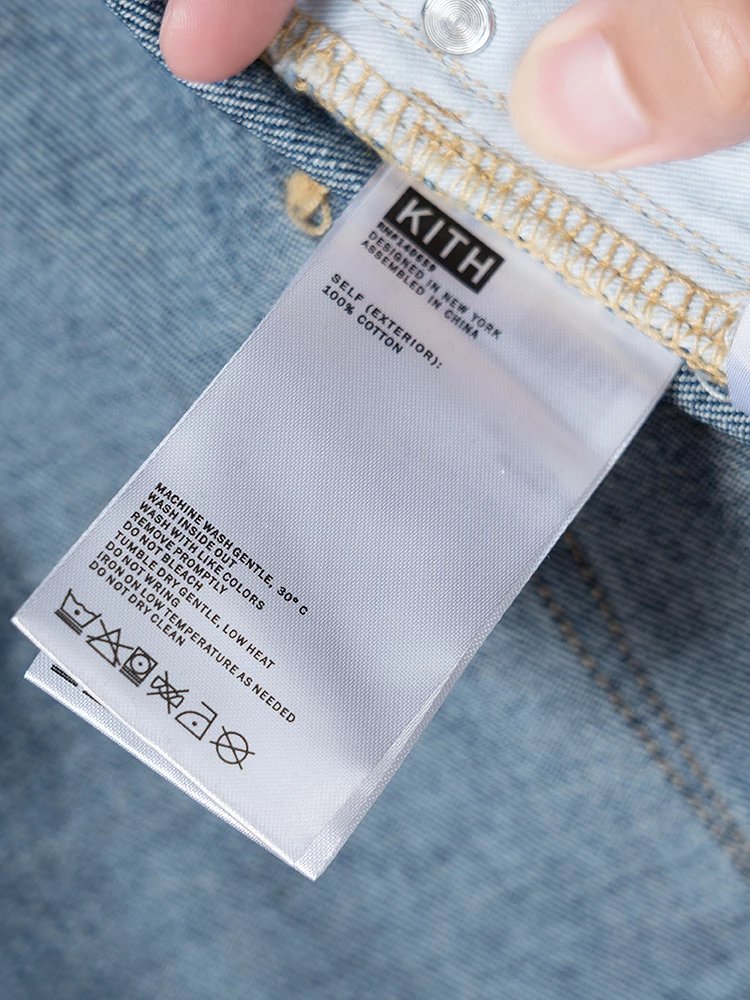 KITH
RN#140659
DESIGNED IN NEW YORK
ASSEMBLED IN CHINA
SELF (EXTERIOR):
100% COTTON
MACHINE WASH GENTLE, 30° C
WASH INSIDE OUT
WASH WITH LIKE COLORS
REMOVE PROMPTLY
DO NOT BLEACH
TUMBLE DRY GENTLE, LOW HEAT
DO NOT WRING
IRON ON LOW TEMPERATURE AS NEEDED
DO NOT DRY CLEAN